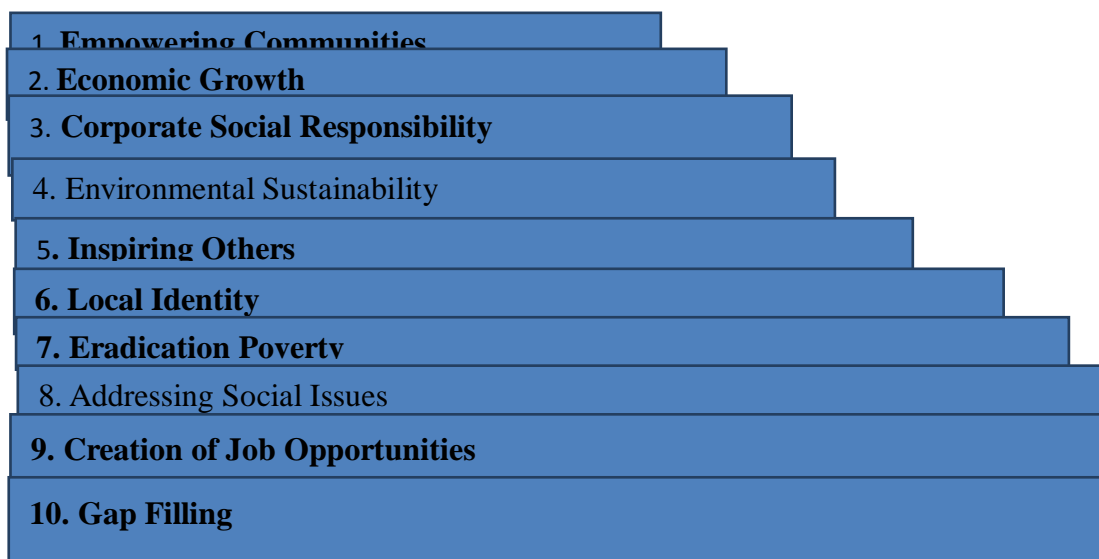 1. Empowering Communities
2. Economic Growth
3. Corporate Social Responsibility
4. Environmental Sustainability
5. Inspiring Others
6. Local Identity
7. Eradication Poverty
8. Addressing Social Issues
9. Creation of Job Opportunities
10. Gap Filling